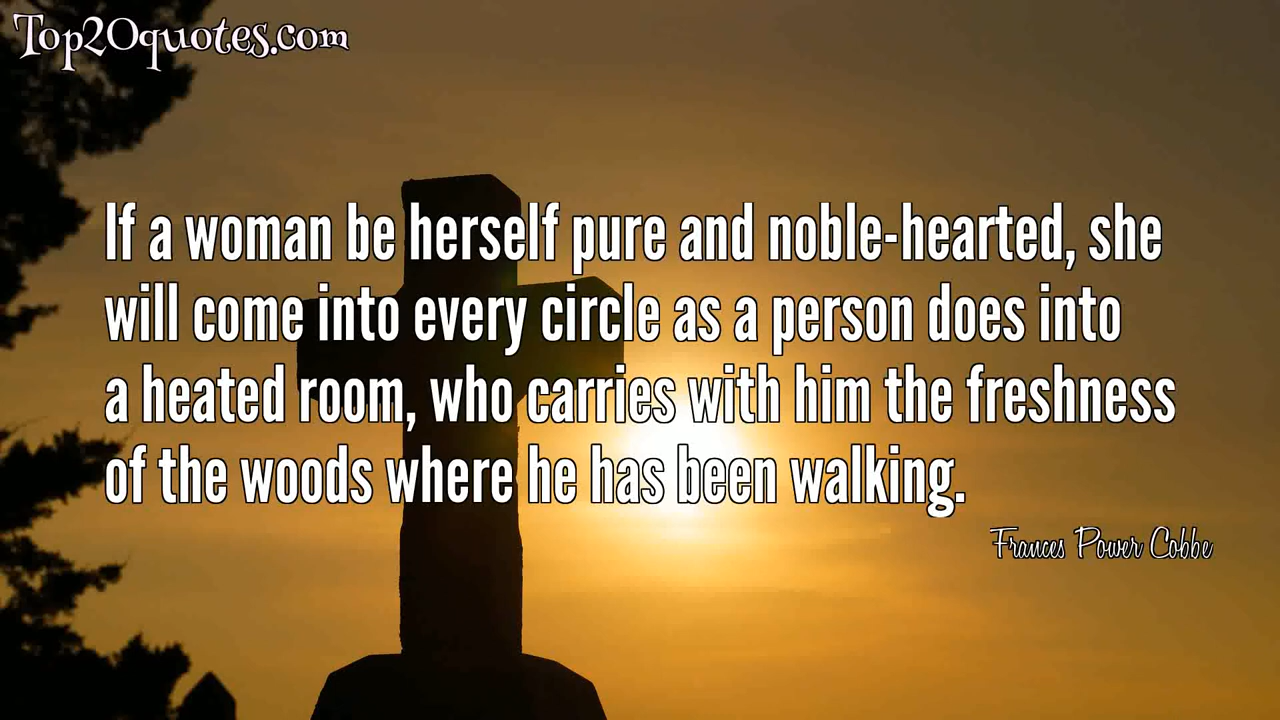 Top20quotes.com
If a woman be herself pure and noble-hearted, she
will come into every circle as a person does into
a heated room, who carries with him the freshness
of the woods where he has been walking.
Frances Power Cobbe